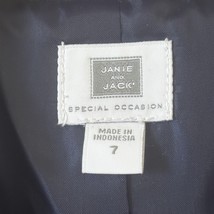 JANIE
AND
JACK®
SPECIAL OCCASION
MADE IN
INDONESIA
7